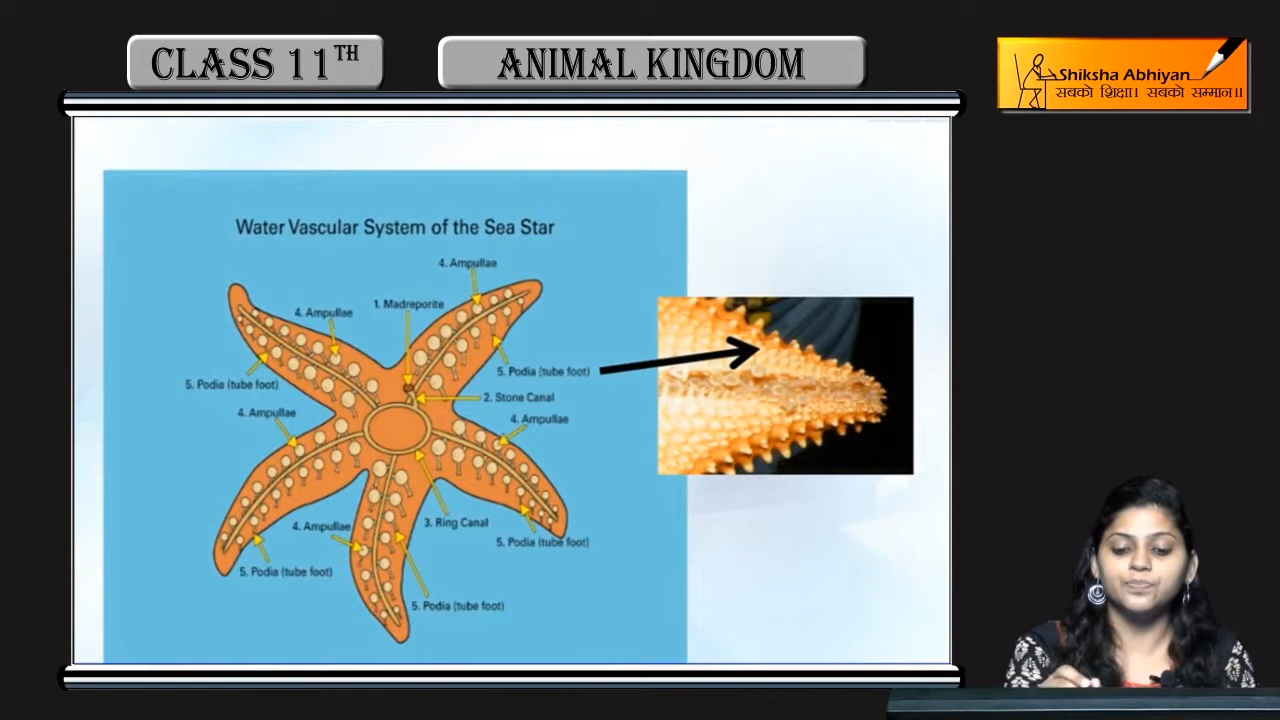 CLASS 11TH
ANIMAL KINGDOM
Shiksha Abhiyan
सबको शिक्षा। सबको सम्मान॥
Water Vascular System of the Sea Star
4. Ampullae
1. Madreporite
4. Ampullae
5. Podia (tube foot)
5. Podia (tube foot)
2. Stone Canal
4. Ampullae
4. Ampullae
3. Ring Canal
4. Ampullae
5. Podia (tube foot)
5. Podia (tube foot)
5. Podia (tube foot)